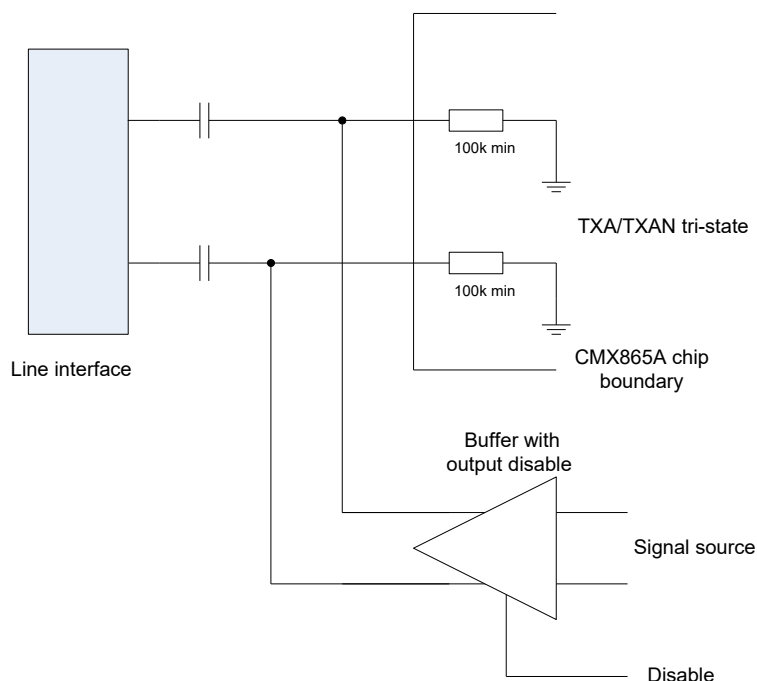 100k min
TXA/TXAN tri-state
100k min
Line interface
CMX865A chip
boundary
Buffer with
output disable
Signal source
Disable